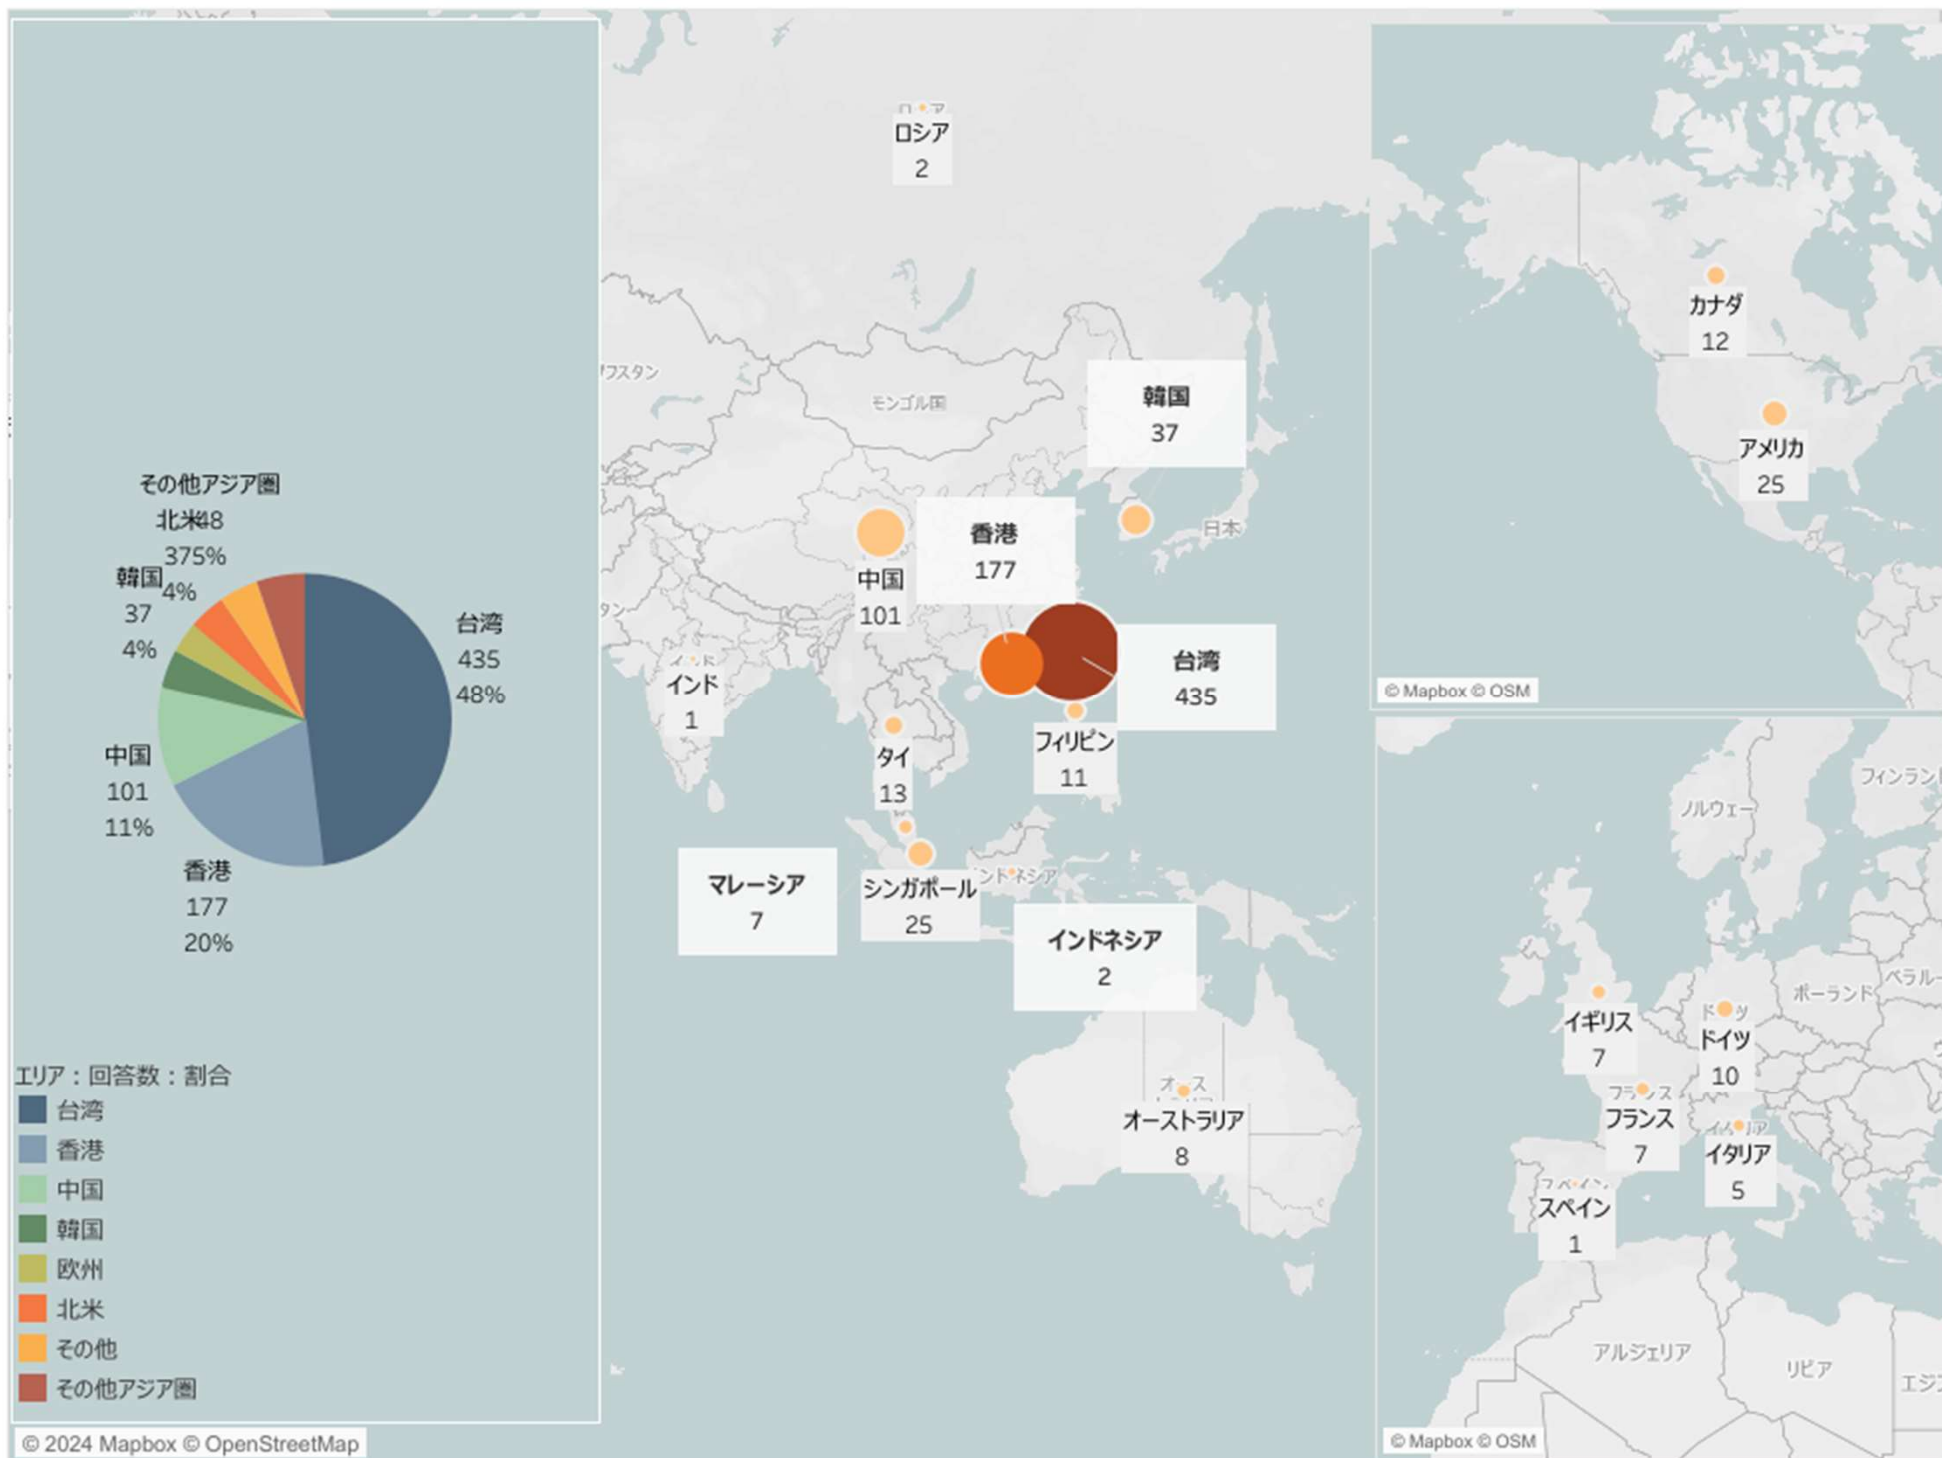 その他アジア圏
48
5%
北米
37
4%
韓国
37
4%
台湾
435
48%
中国
101
11%
香港
177
20%
エリア：回答数：割合
台湾
香港
中国
韓国
欧州
北米
その他
その他アジア圏
© 2024 Mapbox © OpenStreetMap
ロシア
2
モンゴル国
韓国
37
日本
香港
177
中国
101
台湾
435
インド
1
フィリピン
11
タイ
13
マレーシア
7
シンガポール
25
インドネシア
2
オーストラリア
8
カナダ
12
アメリカ
25
© Mapbox © OSM
ノルウェー
ポーランド
イギリス
7
ドイツ
10
フランス
7
イタリア
5
スペイン
1
アルジェリア
リビア
© Mapbox © OSM